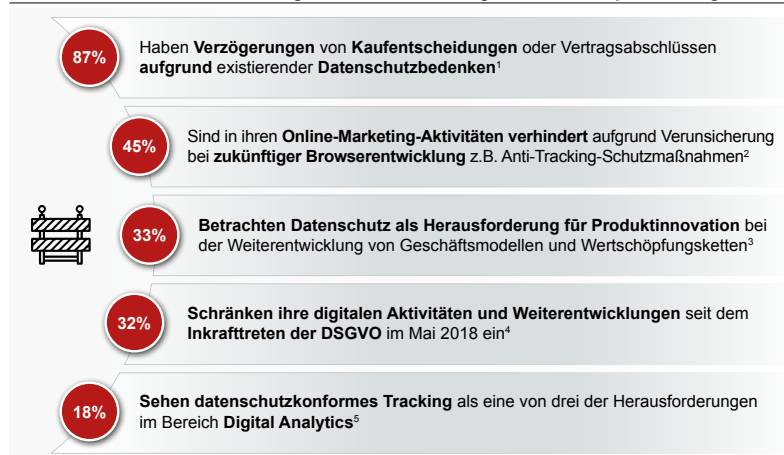 87%
Haben Verzögerungen von Kaufentscheidungen oder Vertragsabschlüssen
aufgrund existierender Datenschutzbedenken¹
45%
Sind in ihren Online-Marketing-Aktivitäten verhindert aufgrund Verunsicherung
bei zukünftiger Browserentwicklung z.B. Anti-Tracking-Schutzmaßnahmen²
33%
Betrachten Datenschutz als Herausforderung für Produktinnovation bei
der Weiterentwicklung von Geschäftsmodellen und Wertschöpfungsketten³
32%
Schränken ihre digitalen Aktivitäten und Weiterentwicklungen seit dem
Inkrafttreten der DSGVO im Mai 2018 ein⁴
18%
Sehen datenschutzkonformes Tracking als eine von drei der Herausforderungen
im Bereich Digital Analytics⁵